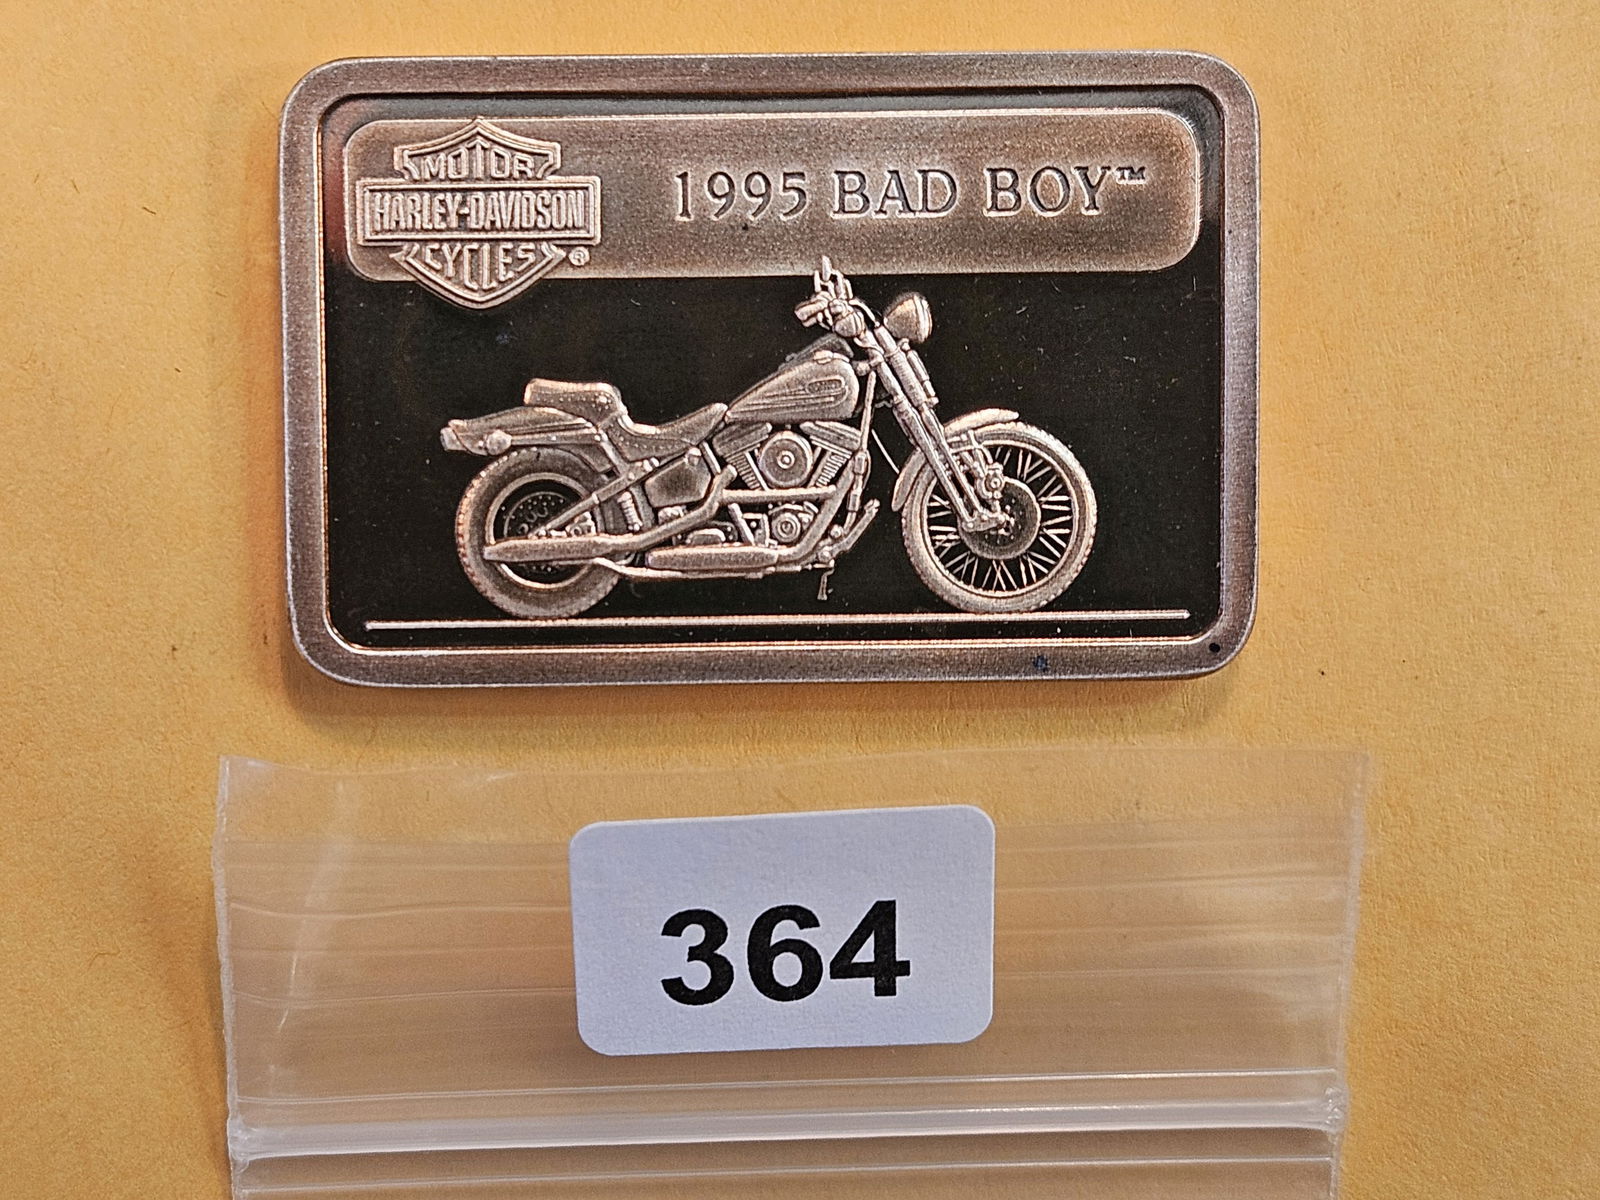 MOTOR
HARLEY-DAVIDSON
CYCLES ®
1995 BAD BOY™
364